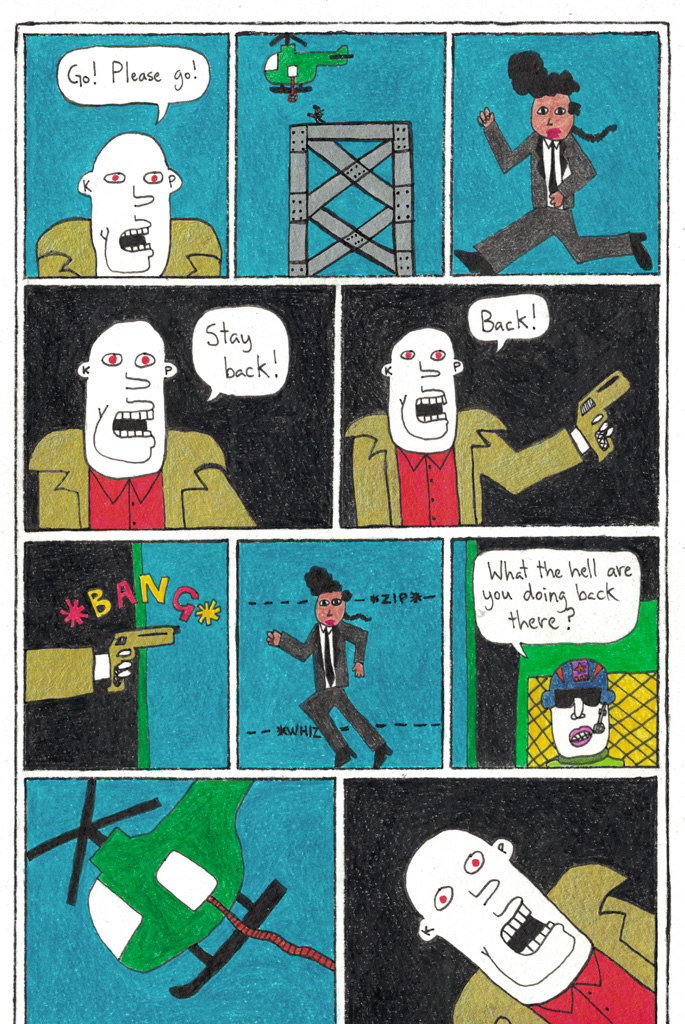 Go! Please go!
K P
Stay
back!
K P
Back!
K P
*BANG*
*ZIP*
*WHIZ
What the hell are
you doing back
there?
P
K